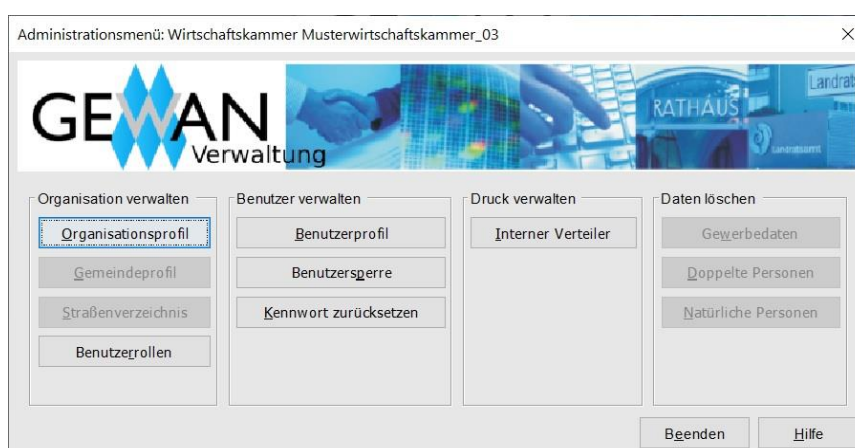 Administrationsmenü: Wirtschaftskammer Musterwirtschaftskammer_03
GEWAN
Verwaltung
RATHAUS
Landrat
Landratsamt
Organisation verwalten
Organisationsprofil
Gemeindeprofil
Straßenverzeichnis
Benutzerrollen
Benutzer verwalten
Benutzerprofil
Benutzersperre
Kennwort zurücksetzen
Druck verwalten
Interner Verteiler
Daten löschen
Gewerbedaten
Doppelte Personen
Natürliche Personen
Beenden
Hilfe